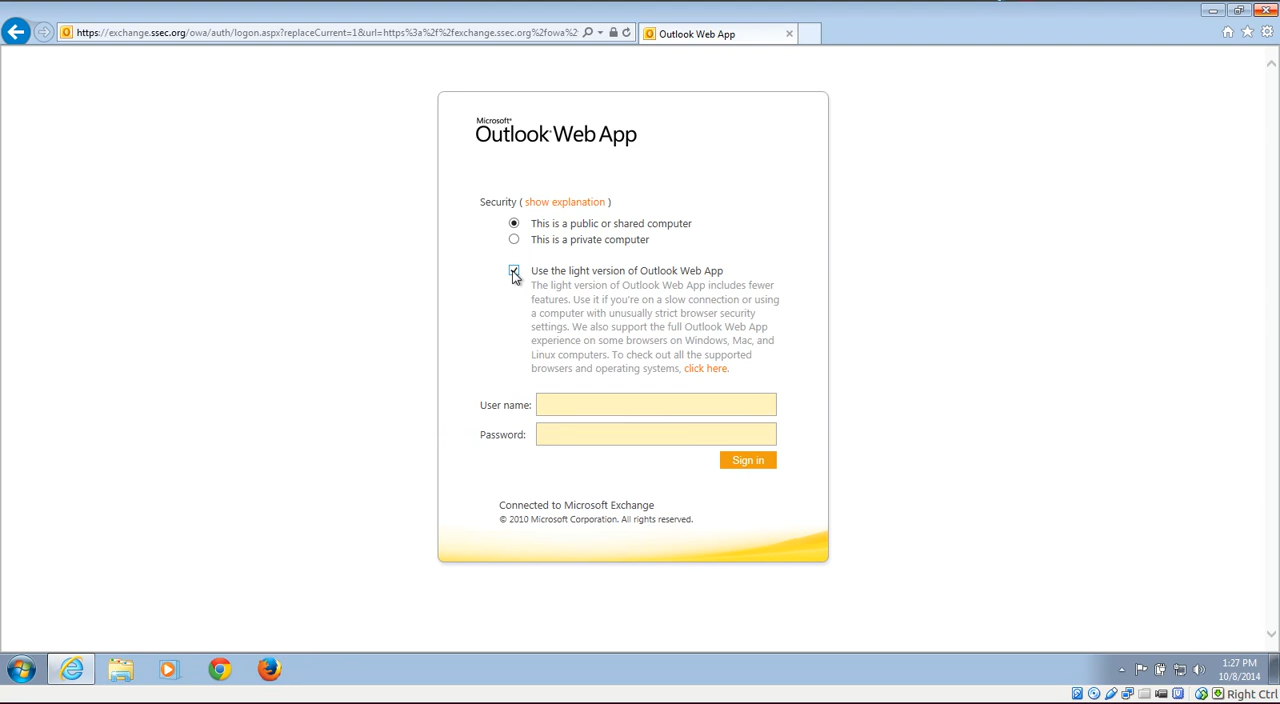 https://exchange.ssec.org/owa/auth/logon.aspx?replaceCurrent=1&url=https%3a%2f%2fexchange.ssec.org%2fowa%2
Outlook Web App
Microsoft®
Outlook Web App
Security ( show explanation )
This is a public or shared computer
This is a private computer
Use the light version of Outlook Web App
The light version of Outlook Web App includes fewer
features. Use it if you're on a slow connection or using
a computer with unusually strict browser security
settings. We also support the full Outlook Web App
experience on some browsers on Windows, Mac, and
Linux computers. To check out all the supported
browsers and operating systems, click here.
User name:
Password:
Sign in
Connected to Microsoft Exchange
© 2010 Microsoft Corporation. All rights reserved.
1:27 PM
10/8/2014
Right Ctrl